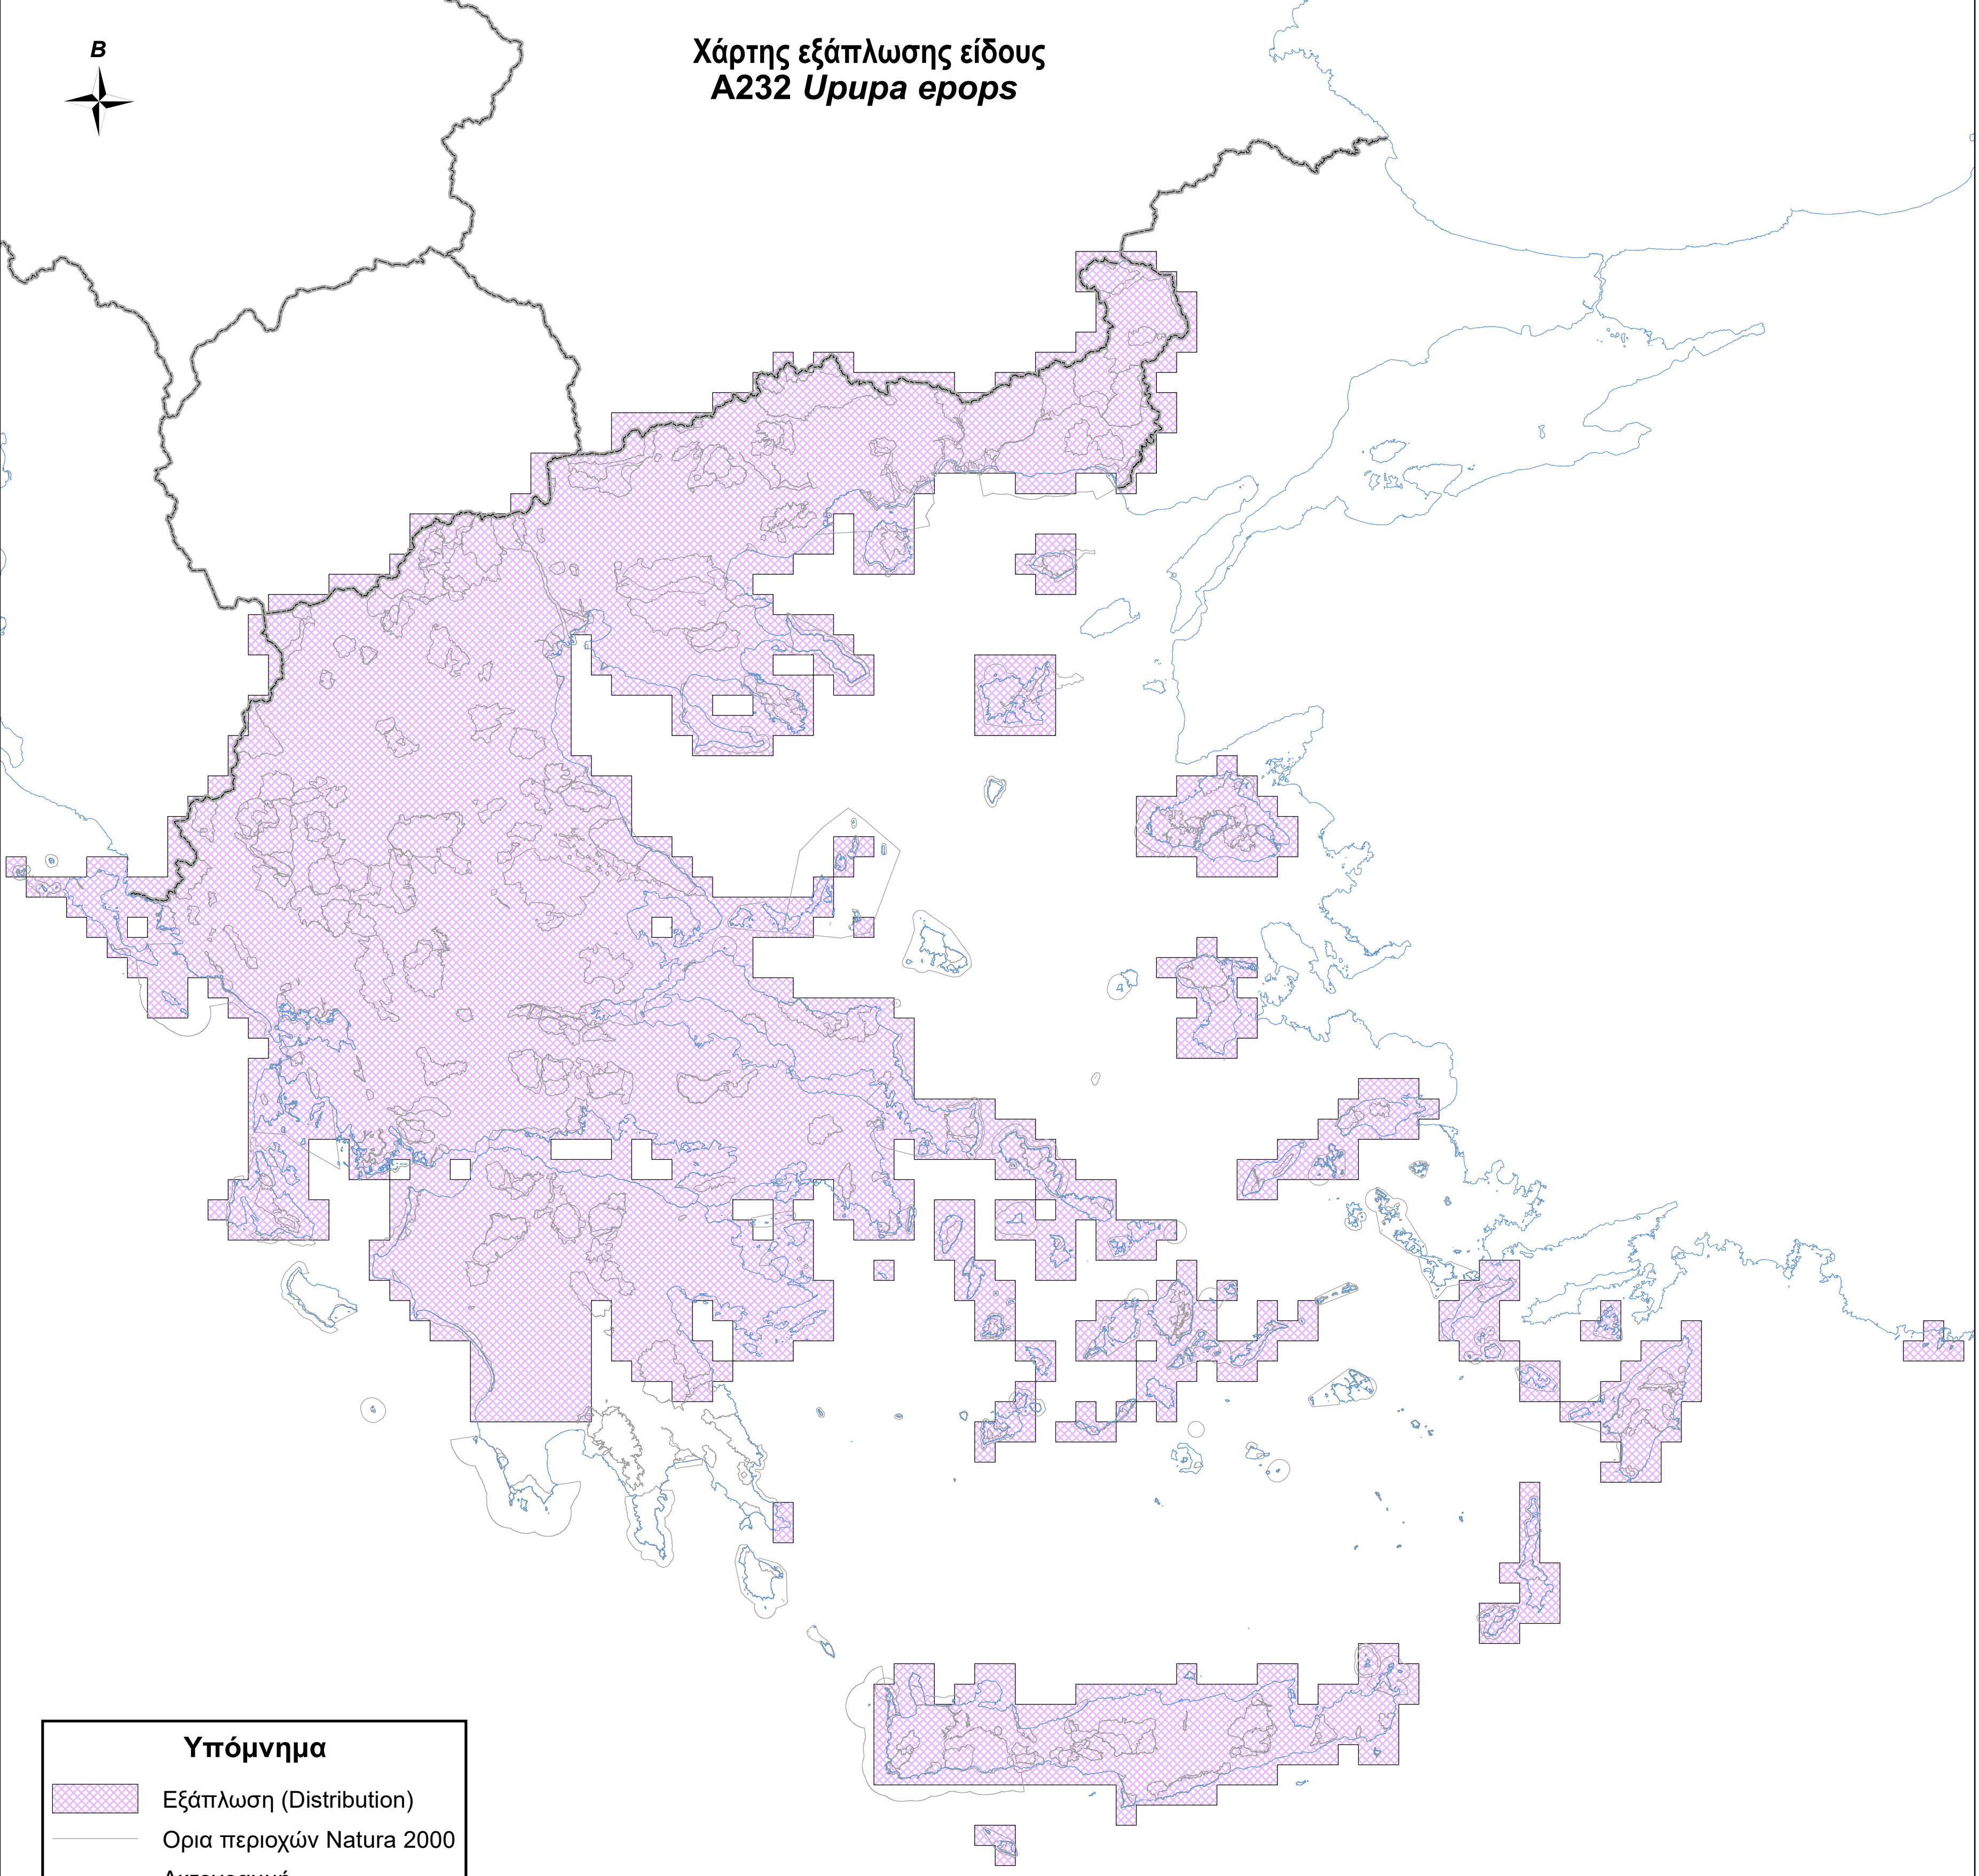 Β
Χάρτης εξάπλωσης είδους
A232 Upupa epops
Υπόμνημα
Εξάπλωση (Distribution)
Ορια περιοχών Natura 2000